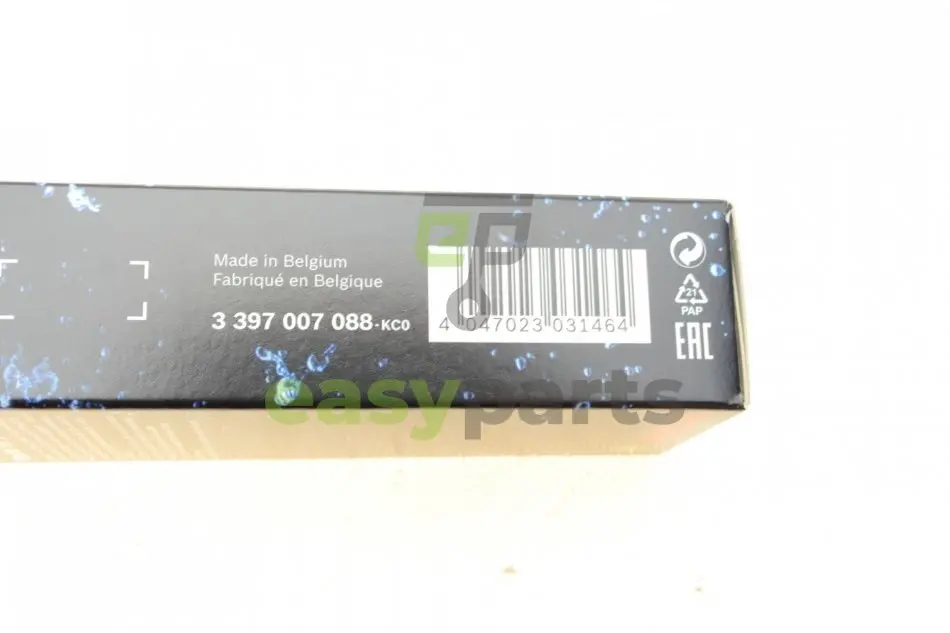 Made in Belgium
Fabriqué en Belgique
3 397 007 088-KC0
4 047023 031464
21
PAP
EAC
easyparts